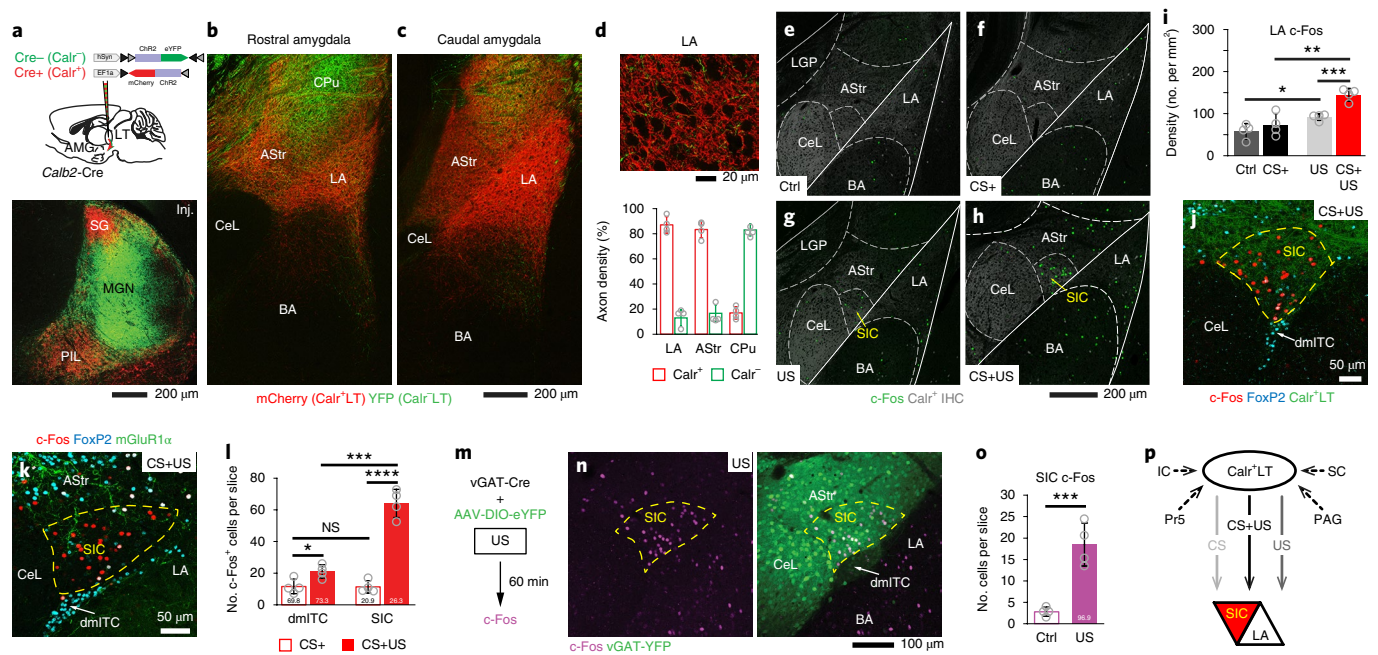 a
Cre– (Calr⁻)
hSyn
ChR2
eYFP
Cre+ (Calr⁺)
EF1a
mCherry
ChR2
LT
AMG
Calb2-Cre
Inj.
SG
MGN
PIL
200 μm
b
Rostral amygdala
CPu
AStr
LA
CeL
BA
c
Caudal amygdala
AStr
LA
CeL
BA
mCherry (Calr⁺LT) YFP (Calr⁻LT)
200 μm
d
LA
20 μm
Axon density (%)
100
80
60
40
20
0
LA AStr CPu
Calr⁺ Calr⁻
e
LGP
AStr
LA
CeL
BA
Ctrl
f
AStr
LA
CeL
BA
CS+
g
LGP
AStr
LA
CeL
SIC
BA
US
h
AStr
LA
CeL
SIC
BA
CS+US
c-Fos Calr⁺ IHC
200 μm
i
LA c-Fos
Density (no. per mm²)
300
200
100
0
**
***
*
Ctrl CS+ US CS+
US
j
CS+US
SIC
CeL
dmITC
50 μm
c-Fos FoxP2 Calr⁺LT
c-Fos FoxP2 mGluR1α
k
CS+US
AStr
SIC
CeL
LA
dmITC
50 μm
l
No. c-Fos⁺ cells per slice
80
60
40
20
0
***
****
NS
*
69.8 73.3 20.9 26.3
dmITC SIC
CS+ CS+US
m
vGAT-Cre
+
AAV-DIO-eYFP
US
60 min
c-Fos
n
US
SIC
AStr
SIC
LA
CeL
dmITC
BA
c-Fos vGAT-YFP
100 μm
o
SIC c-Fos
No. cells per slice
30
25
20
15
10
5
0
***
96.9
Ctrl US
p
IC
Calr⁺LT
SC
Pr5
PAG
CS
CS+US
US
SIC
LA